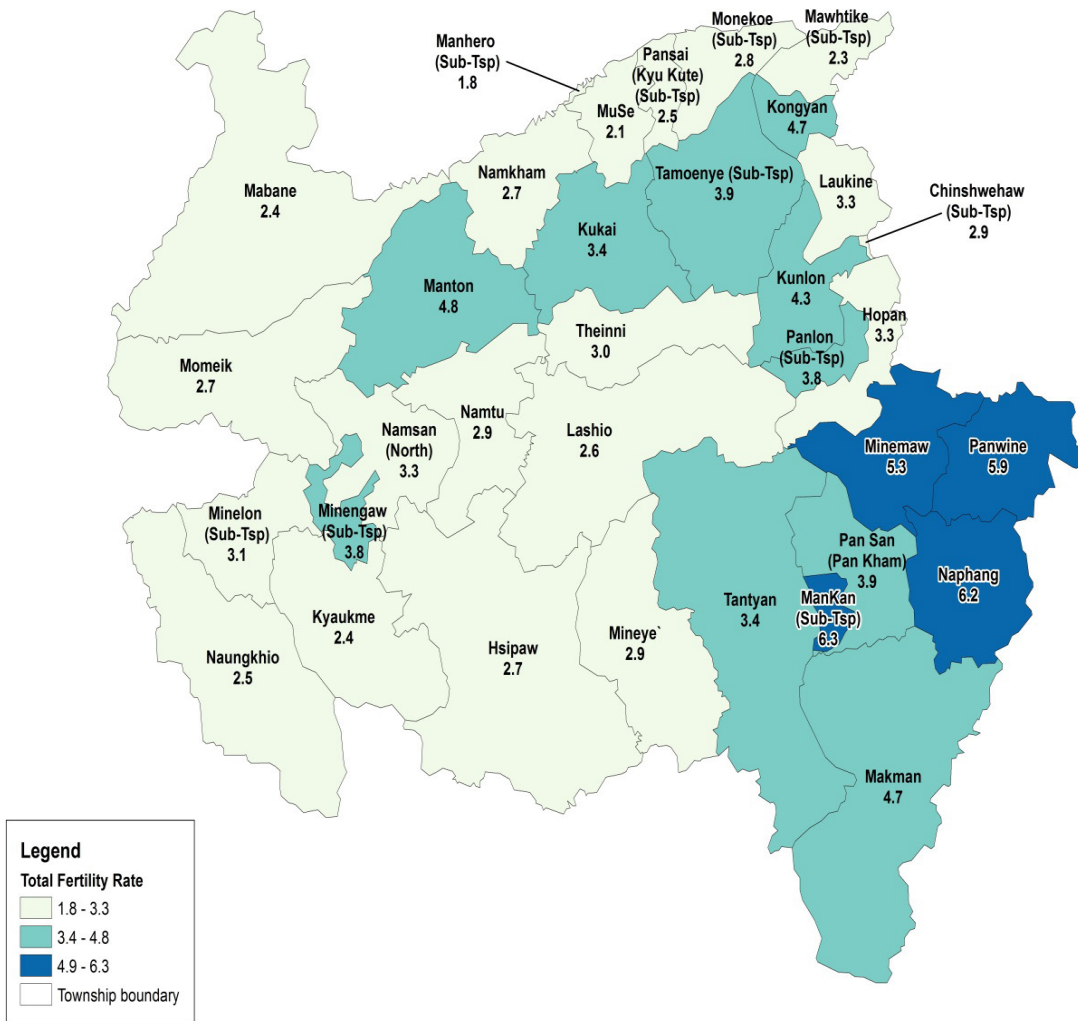 Manhero
(Sub-Tsp)
1.8
Pansai
(Kyu Kute)
(Sub-Tsp)
2.5
Monekoe
(Sub-Tsp)
2.8
Mawhtike
(Sub-Tsp)
2.3
MuSe
2.1
Kongyan
4.7
Mabane
2.4
Namkham
2.7
Tamoenye (Sub-Tsp)
3.9
Laukine
3.3
Chinshwehaw
(Sub-Tsp)
2.9
Kukai
3.4
Manton
4.8
Kunlon
4.3
Hopan
3.3
Theinni
3.0
Panlon
(Sub-Tsp)
3.8
Momeik
2.7
Namtu
2.9
Namsan
(North)
3.3
Lashio
2.6
Minemaw
5.3
Panwine
5.9
Minelon
(Sub-Tsp)
3.1
Minengaw
(Sub-Tsp)
3.8
Pan San
(Pan Kham)
3.9
Naphang
6.2
Kyaukme
2.4
Tantyan
3.4
ManKan
(Sub-Tsp)
6.3
Naungkhio
2.5
Hsipaw
2.7
Mineye`
2.9
Makman
4.7
Legend
Total Fertility Rate
1.8 - 3.3
3.4 - 4.8
4.9 - 6.3
Township boundary